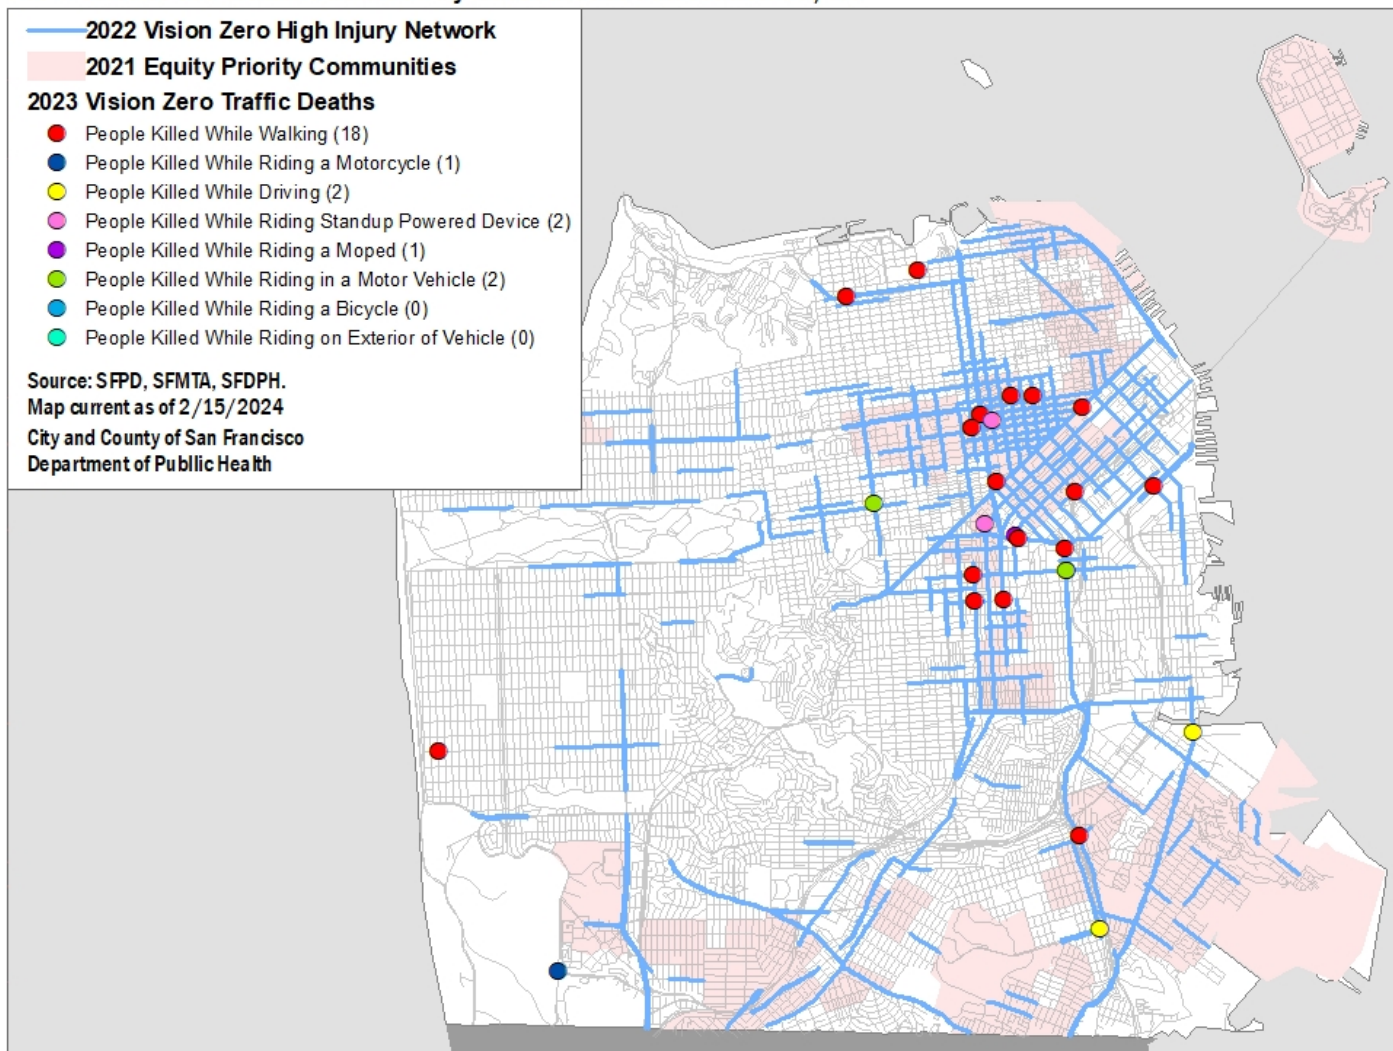 2022 Vision Zero High Injury Network
2021 Equity Priority Communities
2023 Vision Zero Traffic Deaths
People Killed While Walking (18)
People Killed While Riding a Motorcycle (1)
People Killed While Driving (2)
People Killed While Riding Standup Powered Device (2)
People Killed While Riding a Moped (1)
People Killed While Riding in a Motor Vehicle (2)
People Killed While Riding a Bicycle (0)
People Killed While Riding on Exterior of Vehicle (0)
Source: SFPD, SFMTA, SFDPH.
Map current as of 2/15/2024
City and County of San Francisco
Department of Publlic Health